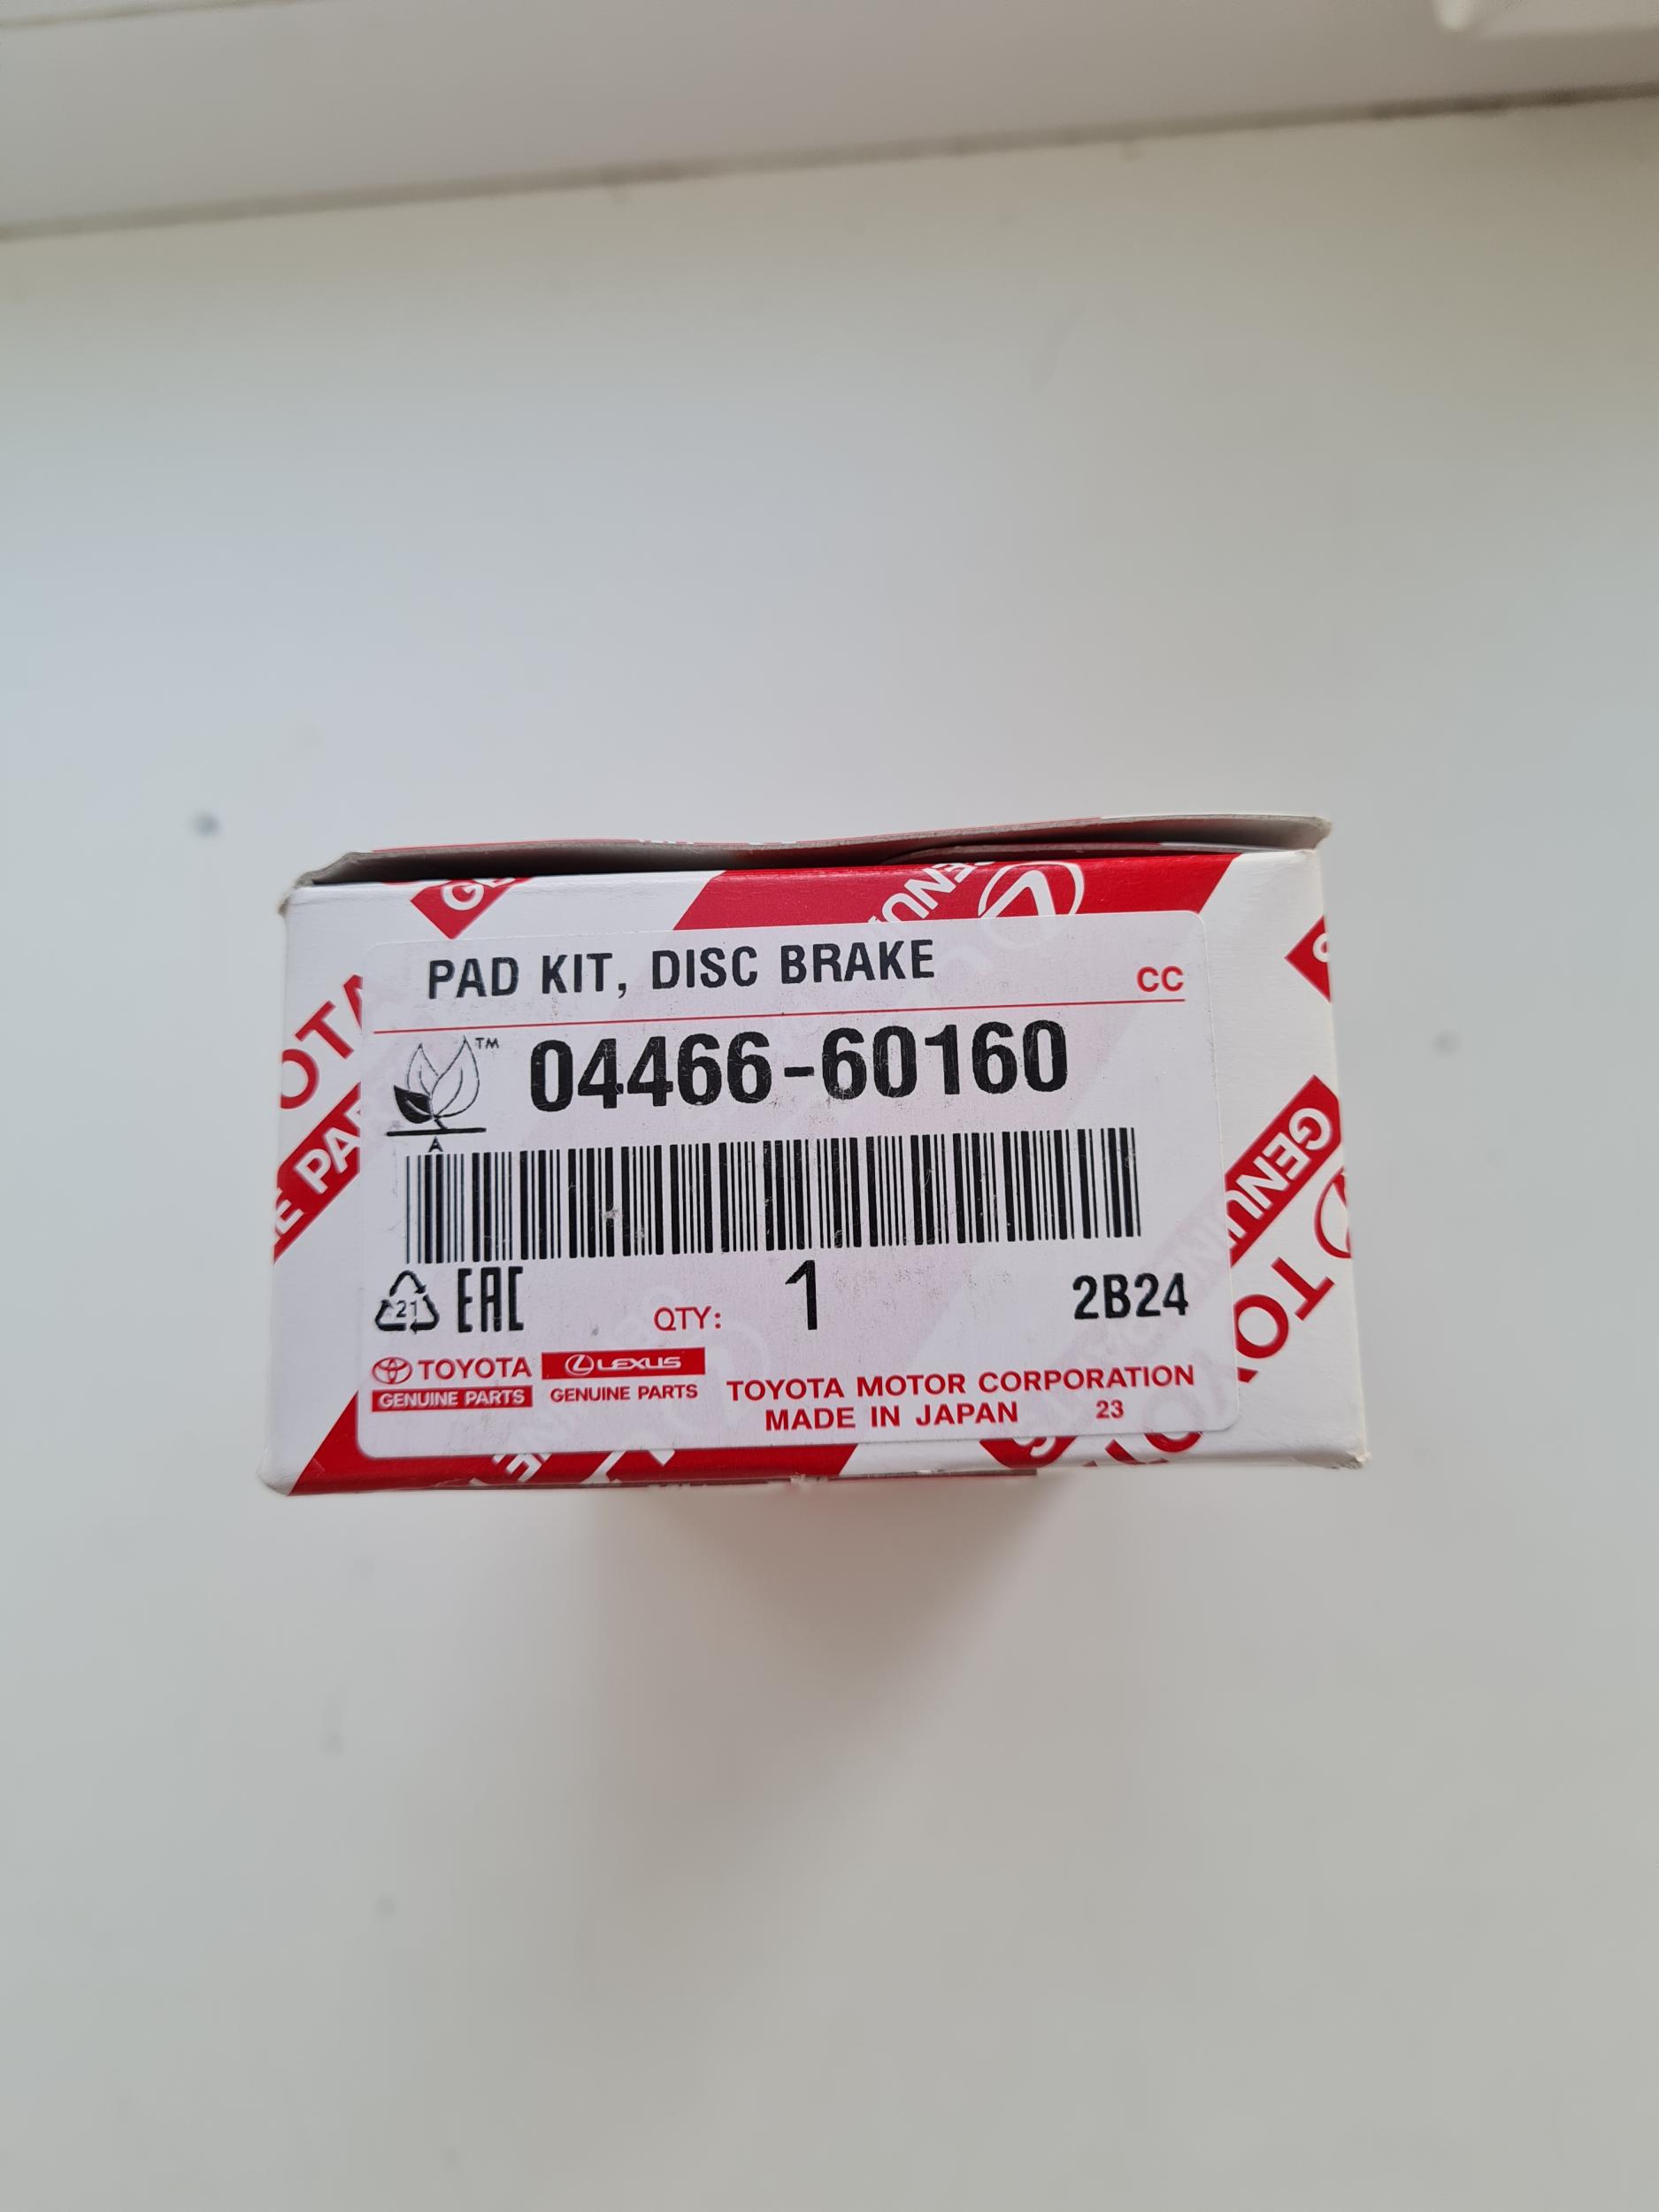 PAD KIT, DISC BRAKE
CC
TM
04466-60160
A
21 EAC
QTY: 1
2B24
TOYOTA
GENUINE PARTS
LEXUS
GENUINE PARTS
TOYOTA MOTOR CORPORATION
MADE IN JAPAN 23